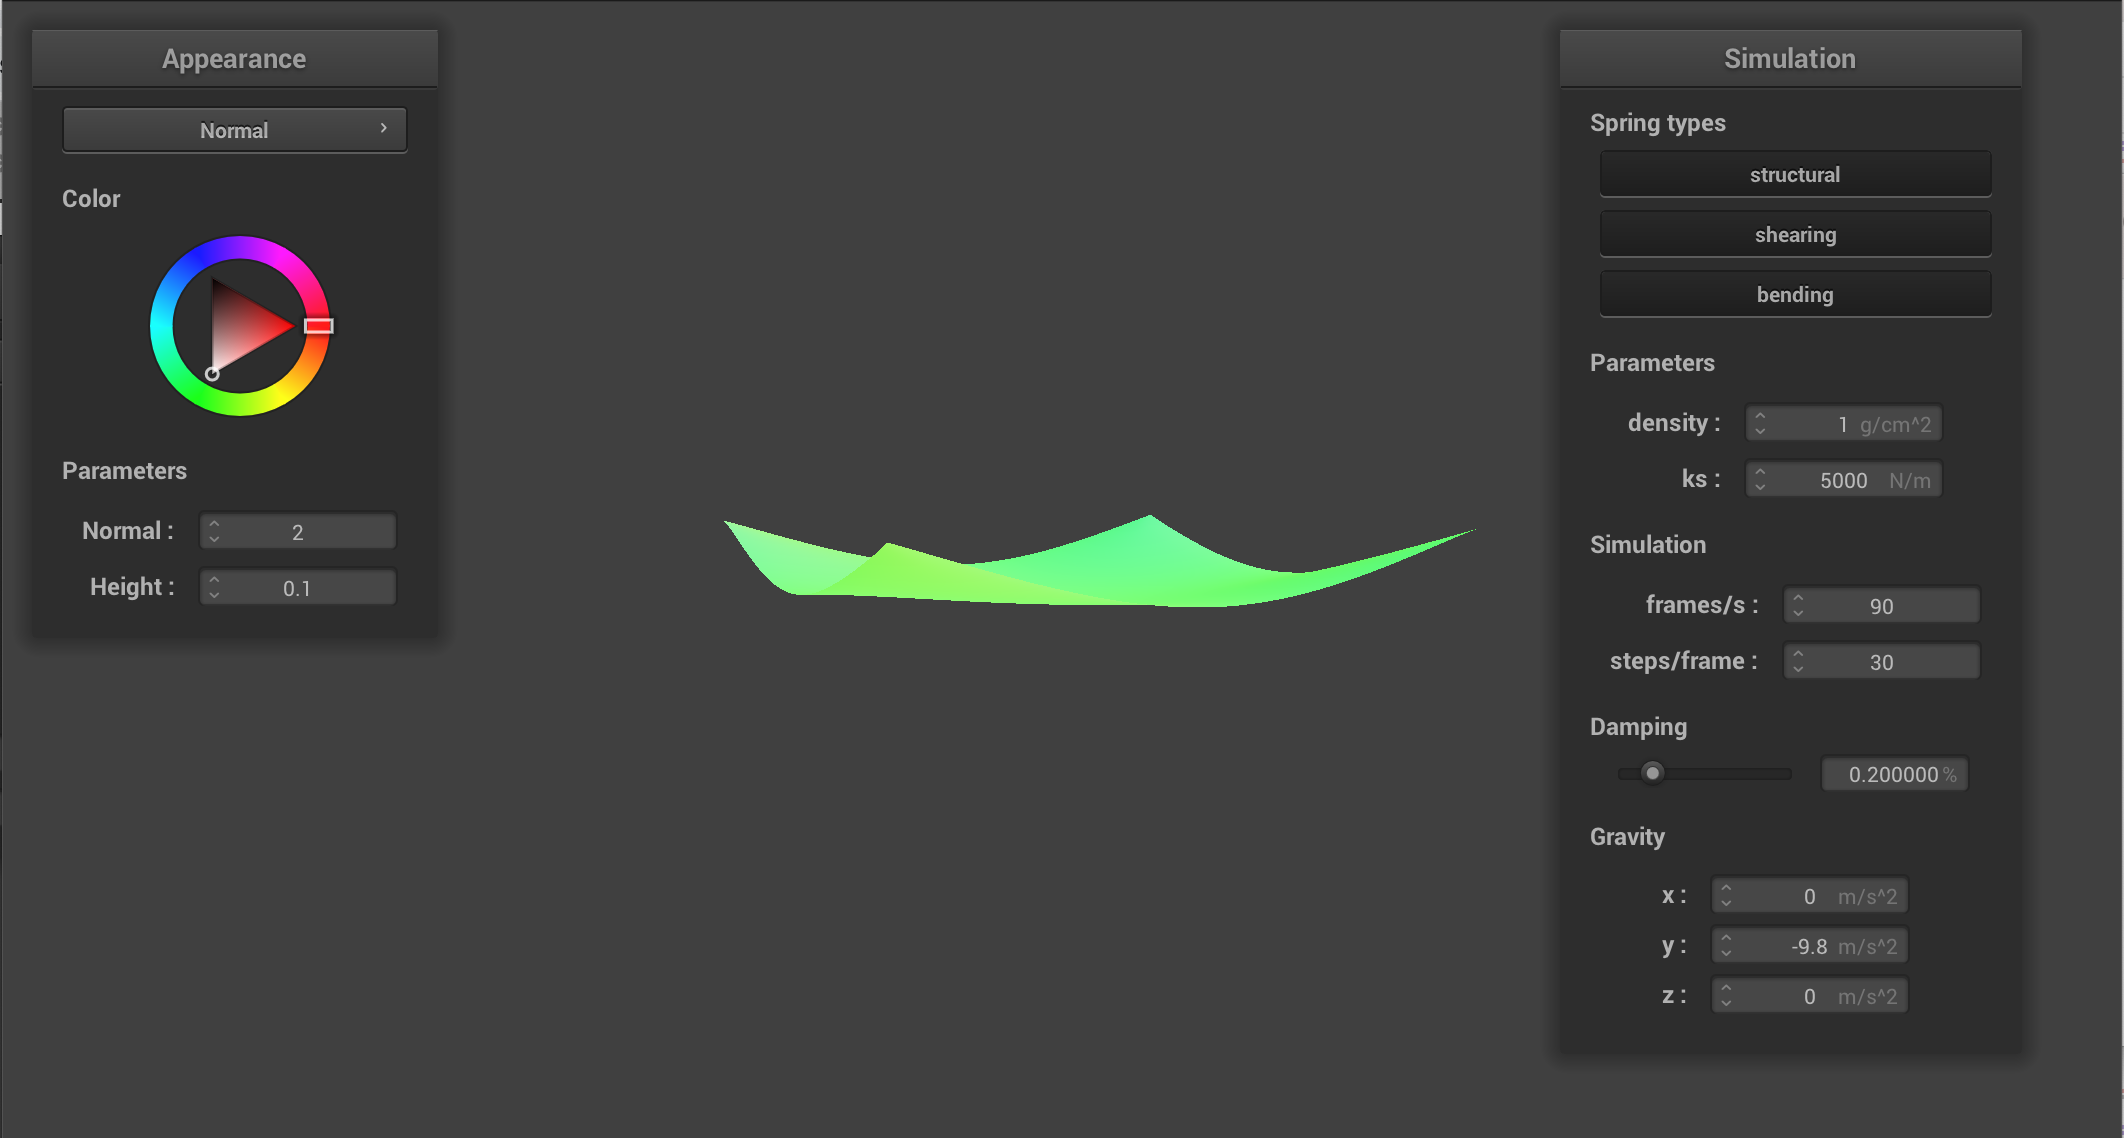 Appearance
Normal
Color
Parameters
Normal : 2
Height : 0.1
Simulation
Spring types
structural
shearing
bending
Parameters
density : 1 g/cm^2
ks : 5000 N/m
Simulation
frames/s : 90
steps/frame : 30
Damping
0.200000 %
Gravity
x : 0 m/s^2
y : -9.8 m/s^2
z : 0 m/s^2